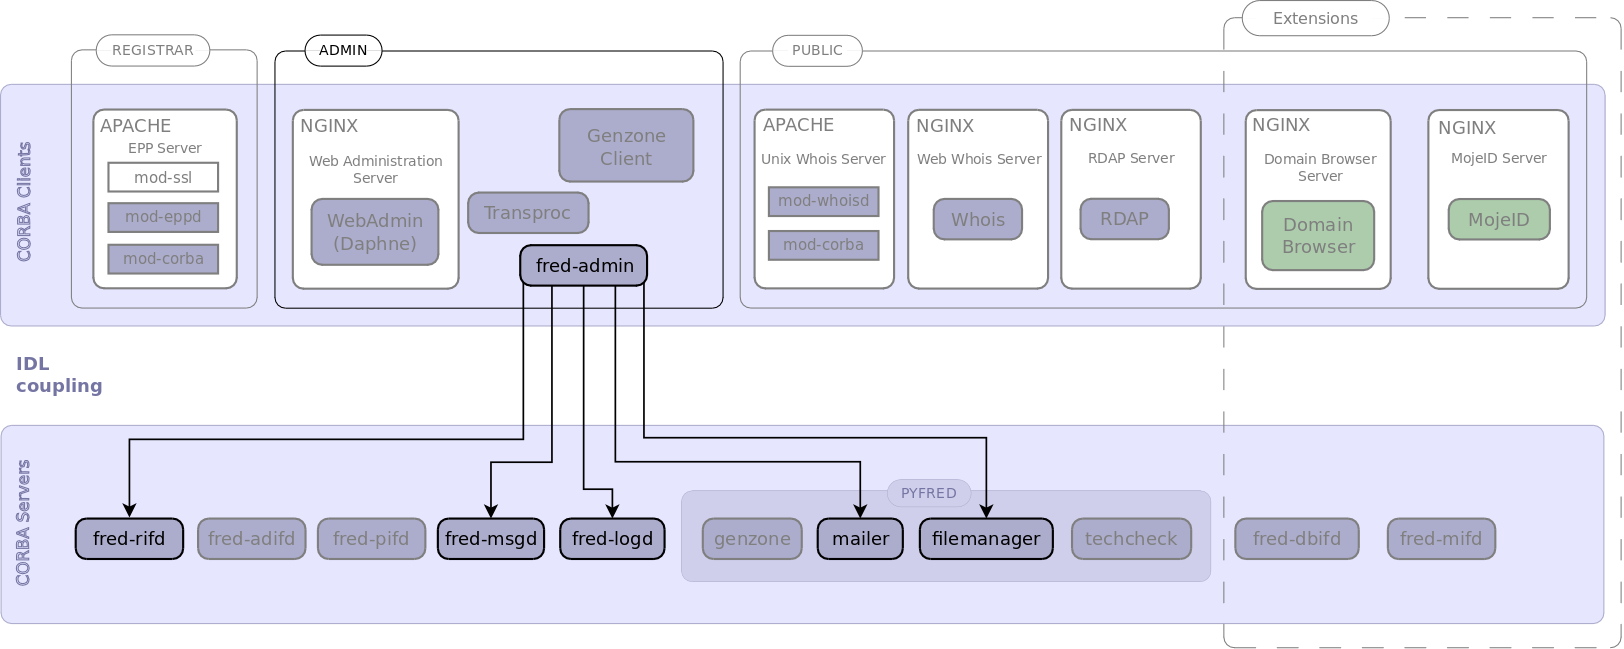 Extensions
REGISTRAR
ADMIN
PUBLIC
CORBA Clients
APACHE
EPP Server
mod-ssl
mod-eppd
mod-corba
NGINX
Web Administration
Server
WebAdmin
(Daphne)
Genzone
Client
Transproc
fred-admin
APACHE
Unix Whois Server
mod-whoisd
mod-corba
NGINX
Web Whois Server
Whois
NGINX
RDAP Server
RDAP
NGINX
Domain Browser
Server
Domain
Browser
NGINX
MojeID Server
MojeID
IDL
coupling
CORBA Servers
fred-rifd
fred-adifd
fred-pifd
fred-msgd
fred-logd
PYFRED
genzone
mailer
filemanager
techcheck
fred-dbifd
fred-mifd